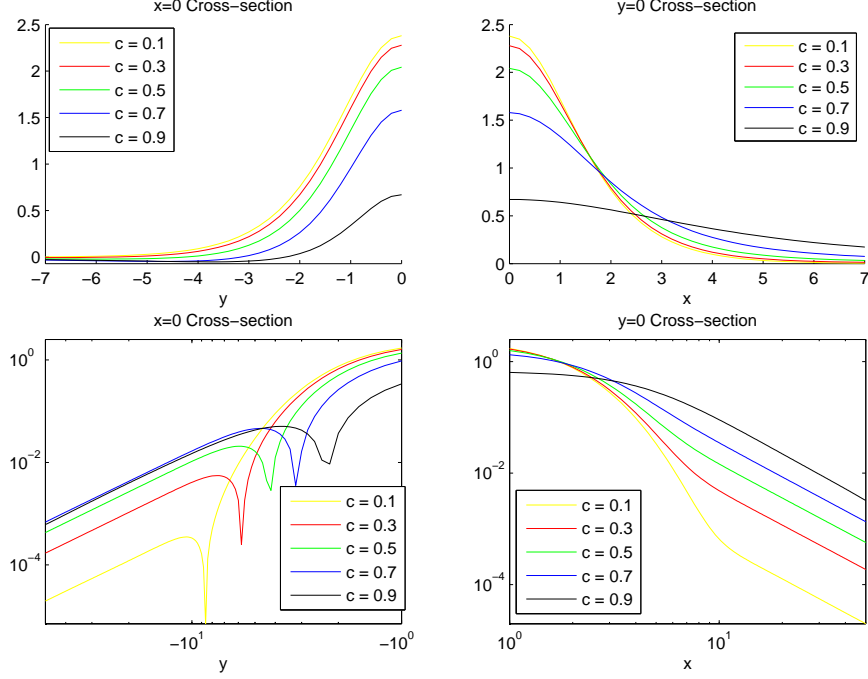 x=0 Cross−section
2.5
2
1.5
1
0.5
0
c = 0.1
c = 0.3
c = 0.5
c = 0.7
c = 0.9
−7 −6 −5 −4 −3 −2 −1 0
y
y=0 Cross−section
2.5
2
1.5
1
0.5
0
c = 0.1
c = 0.3
c = 0.5
c = 0.7
c = 0.9
0 1 2 3 4 5 6 7
x
x=0 Cross−section
10^0
10^−2
10^−4
c = 0.1
c = 0.3
c = 0.5
c = 0.7
c = 0.9
−10^1 −10^0
y
y=0 Cross−section
10^0
10^−2
10^−4
c = 0.1
c = 0.3
c = 0.5
c = 0.7
c = 0.9
10^0 10^1
x